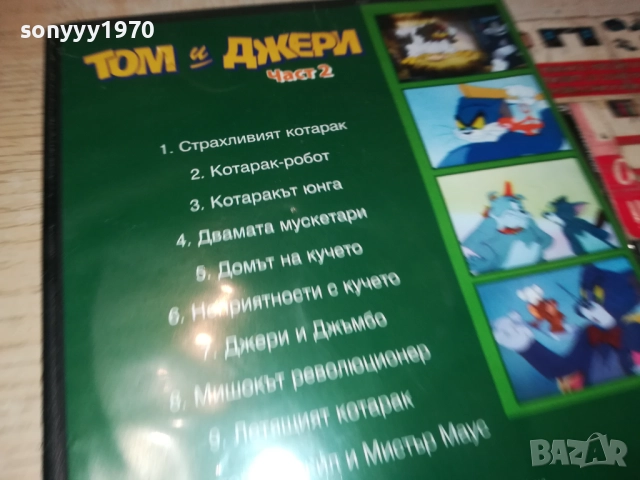 sonyyy1970
ТОМ и ДЖЕРИ
Част 2
1. Страхливият котарак
2. Котарак-робот
3. Котаракът юнга
4. Двамата мускетари
5. Домът на кучето
6. Неприятности с кучето
7. Джери и Джъмбо
8. Мишокът революционер
9. Летящият котарак
и Мистър Маус
BAZAR